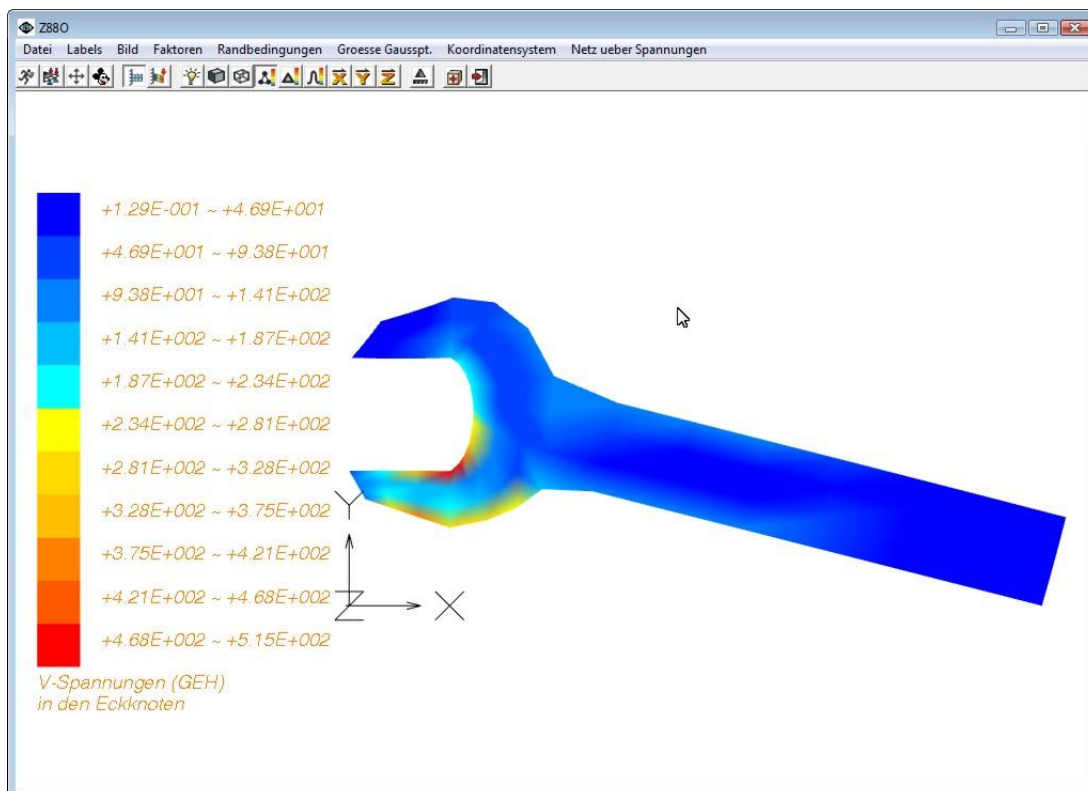 Z88O
Datei Labels Bild Faktoren Randbedingungen Groesse Gausspt. Koordinatensystem Netz ueber Spannungen
X Y Z
+1.29E-001 ~ +4.69E+001
+4.69E+001 ~ +9.38E+001
+9.38E+001 ~ +1.41E+002
+1.41E+002 ~ +1.87E+002
+1.87E+002 ~ +2.34E+002
+2.34E+002 ~ +2.81E+002
+2.81E+002 ~ +3.28E+002
+3.28E+002 ~ +3.75E+002
+3.75E+002 ~ +4.21E+002
+4.21E+002 ~ +4.68E+002
+4.68E+002 ~ +5.15E+002
V-Spannungen (GEH)
in den Eckknoten
Y
Z X